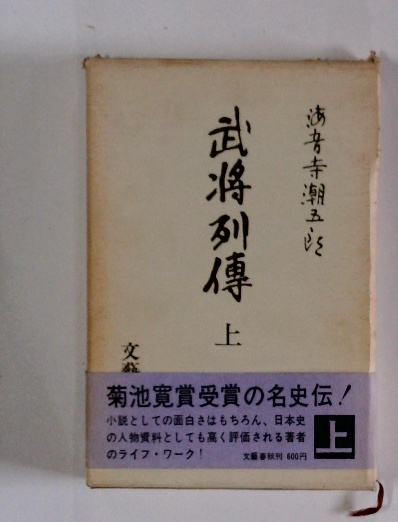 海音寺潮五郎
武将列傳
上
文藝
菊池寛賞受賞の名史伝!
小説としての面白さはもちろん、日本史
の人物資料としても高く評価される著者
のライフ・ワーク!
文藝春秋刊 600円
上